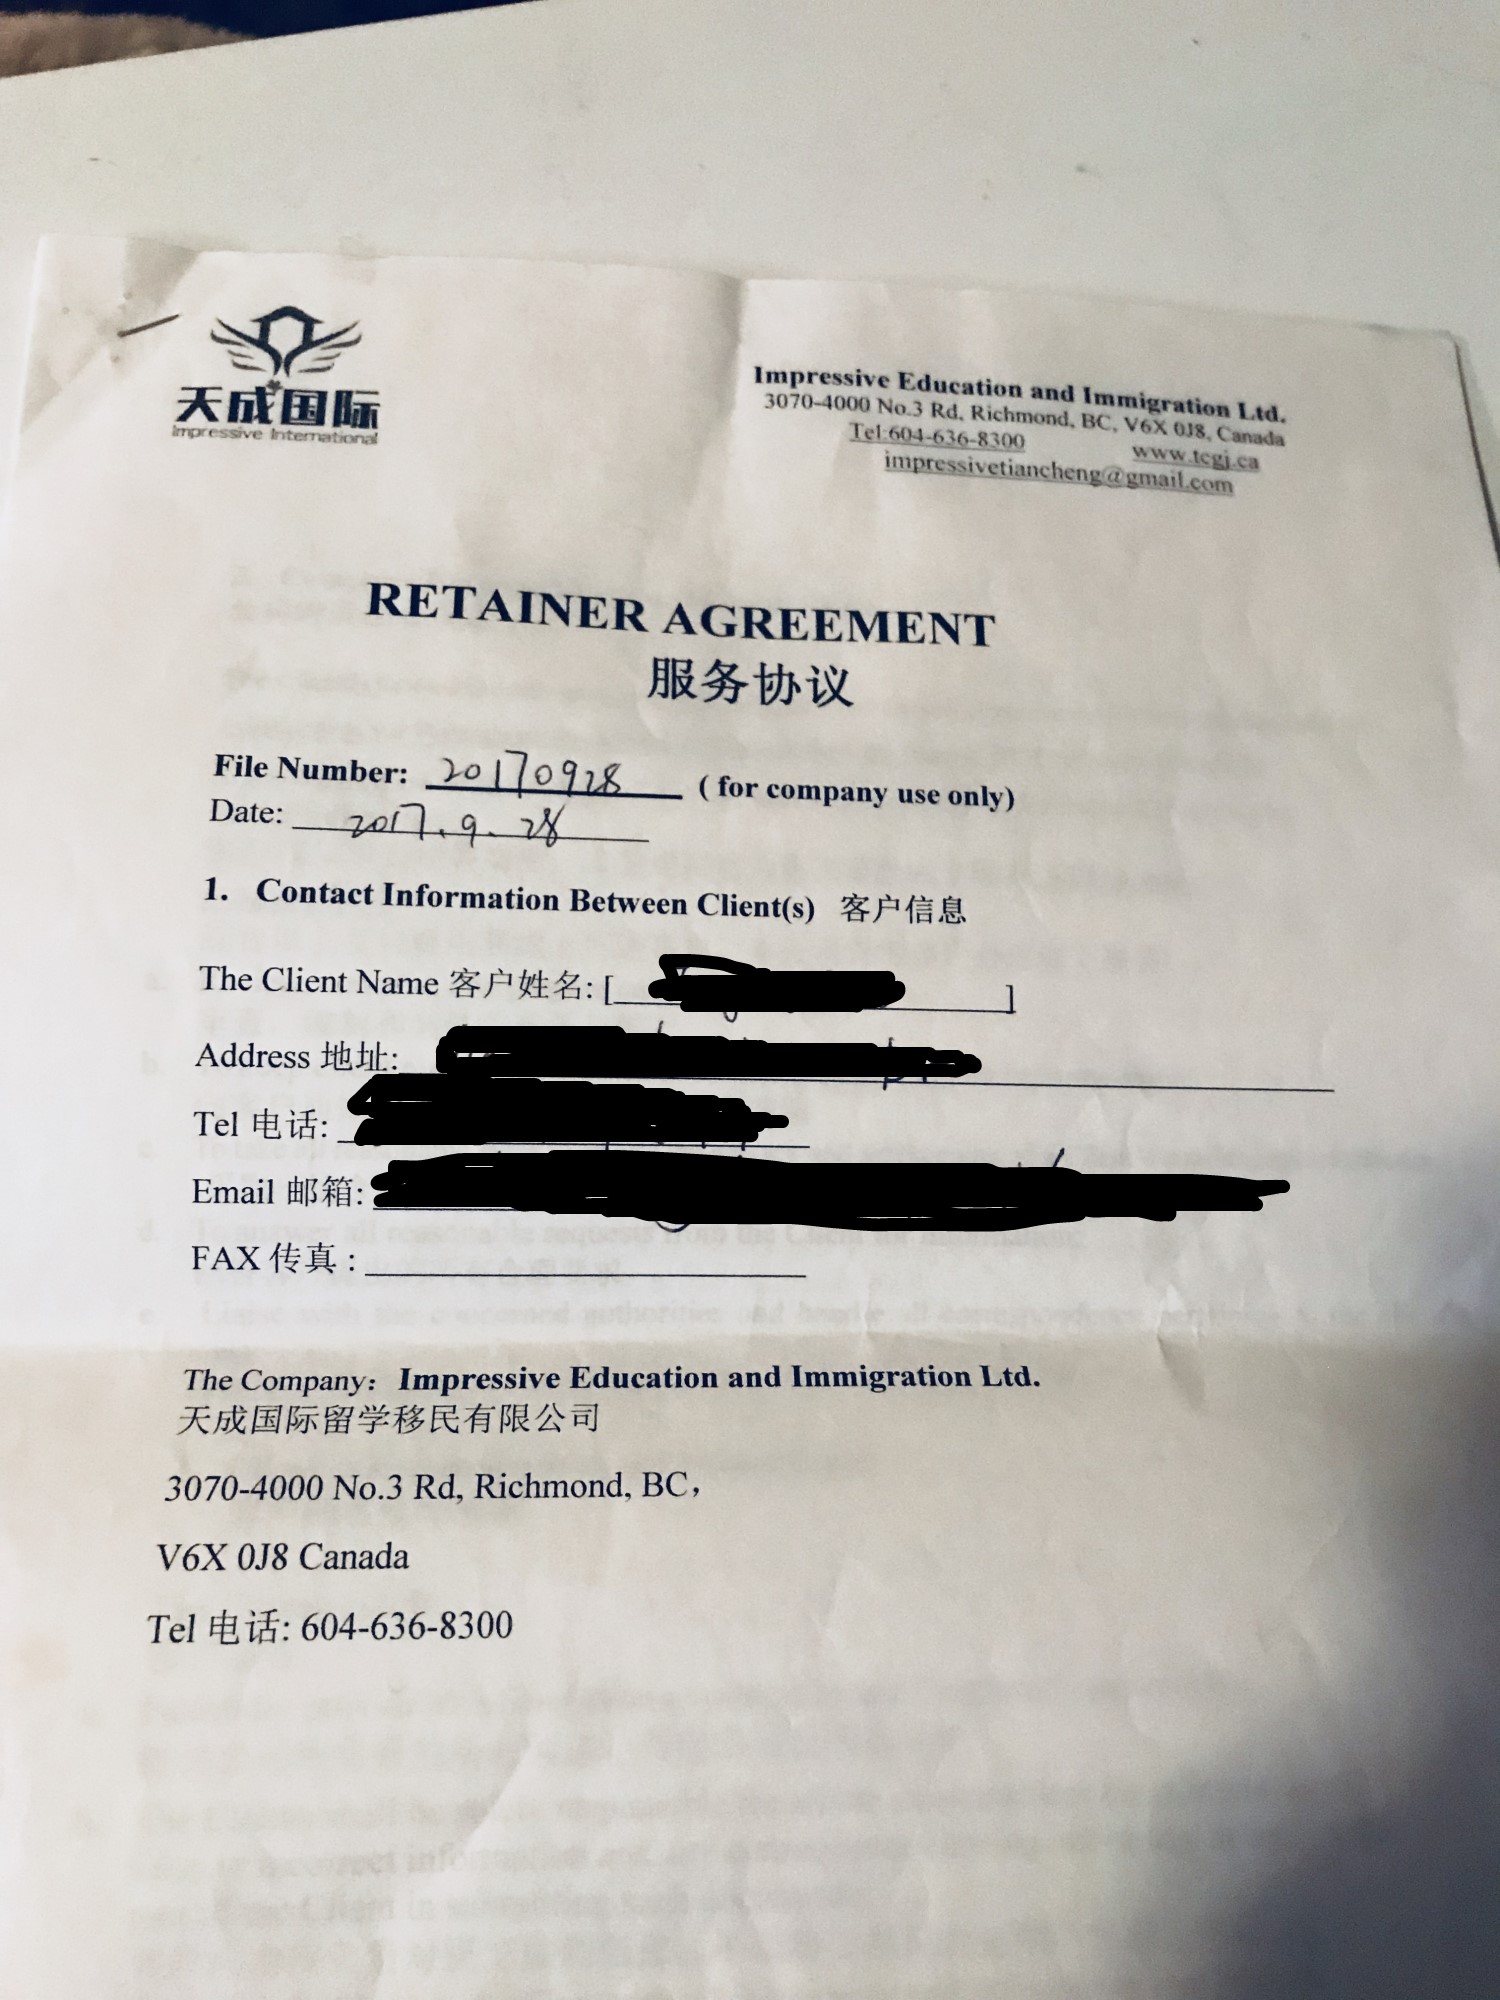 天成国际
Impressive International
Impressive Education and Immigration Ltd.
3070-4000 No.3 Rd, Richmond, BC, V6X 0J8, Canada
Tel:604-636-8300 www.tcgj.ca
impressivetiancheng@gmail.com
RETAINER AGREEMENT
服务协议
File Number: 20170928 ( for company use only)
Date: 2017.9.28
1. Contact Information Between Client(s) 客户信息
The Client Name 客户姓名: [ ]
Address 地址:
Tel 电话:
Email 邮箱:
FAX 传真 :
The Company: Impressive Education and Immigration Ltd.
天成国际留学移民有限公司
3070-4000 No.3 Rd, Richmond, BC,
V6X 0J8 Canada
Tel 电话: 604-636-8300